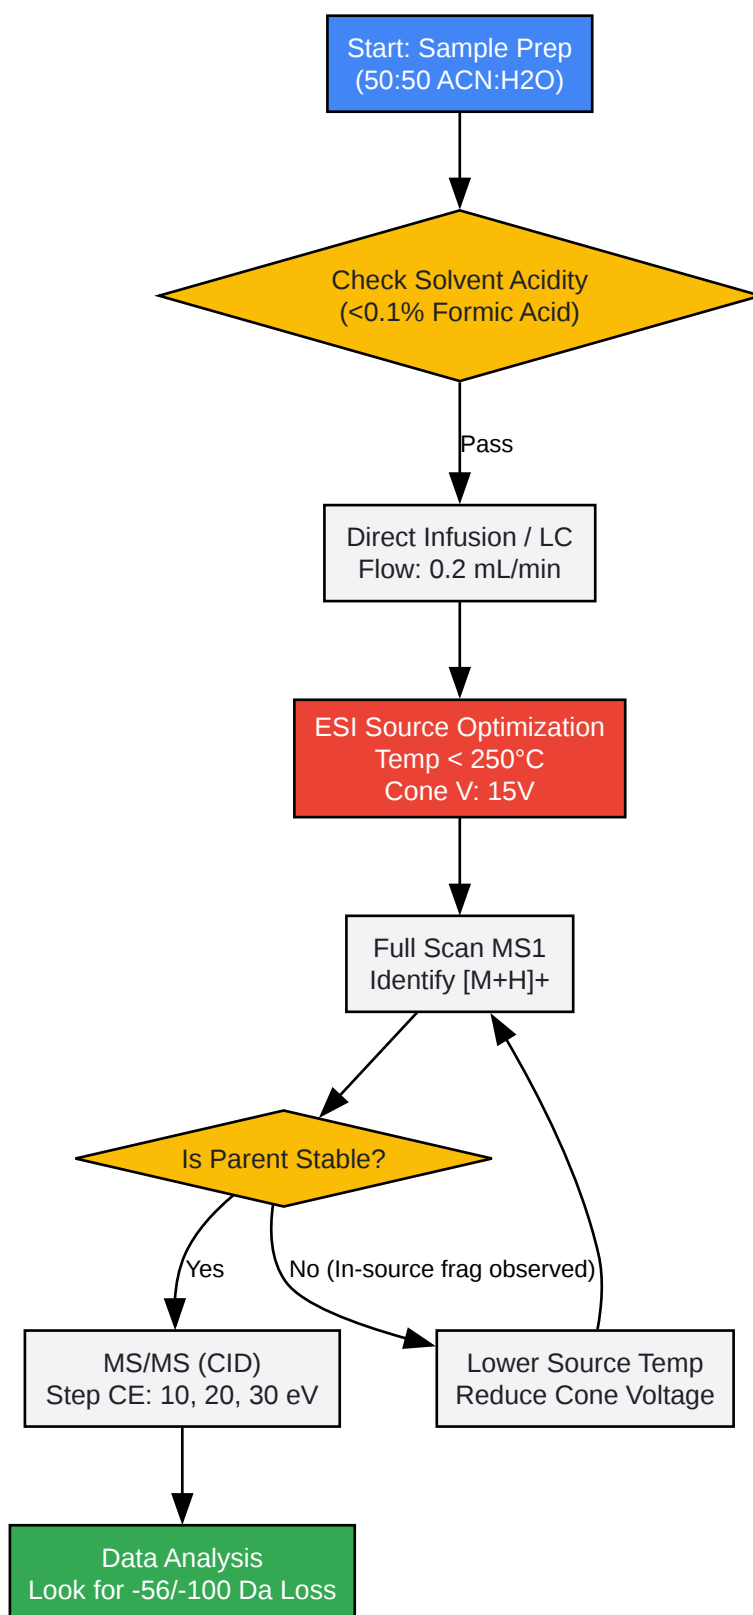 Start: Sample Prep
(50:50 ACN:H2O)
Check Solvent Acidity
(<0.1% Formic Acid)
Pass
Direct Infusion / LC
Flow: 0.2 mL/min
ESI Source Optimization
Temp < 250°C
Cone V: 15V
Full Scan MS1
Identify [M+H]+
Is Parent Stable?
Yes
No (In-source frag observed)
MS/MS (CID)
Step CE: 10, 20, 30 eV
Lower Source Temp
Reduce Cone Voltage
Data Analysis
Look for -56/-100 Da Loss